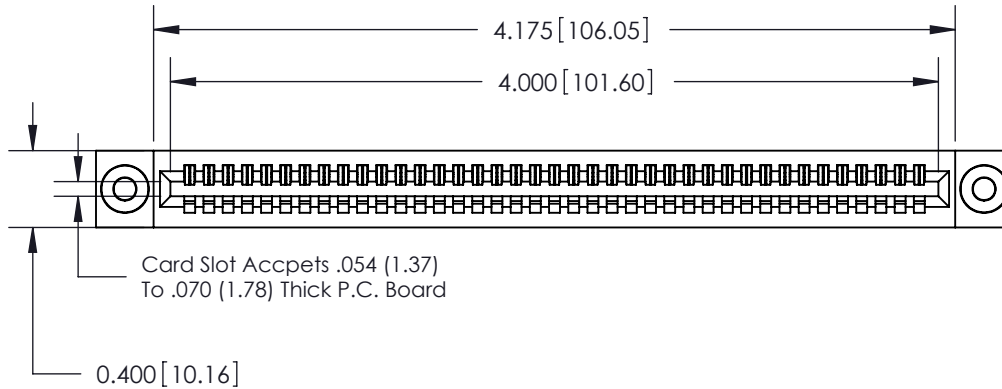 4.175[106.05]
4.000[101.60]
Card Slot Accpets .054 (1.37)
To .070 (1.78) Thick P.C. Board
0.400[10.16]